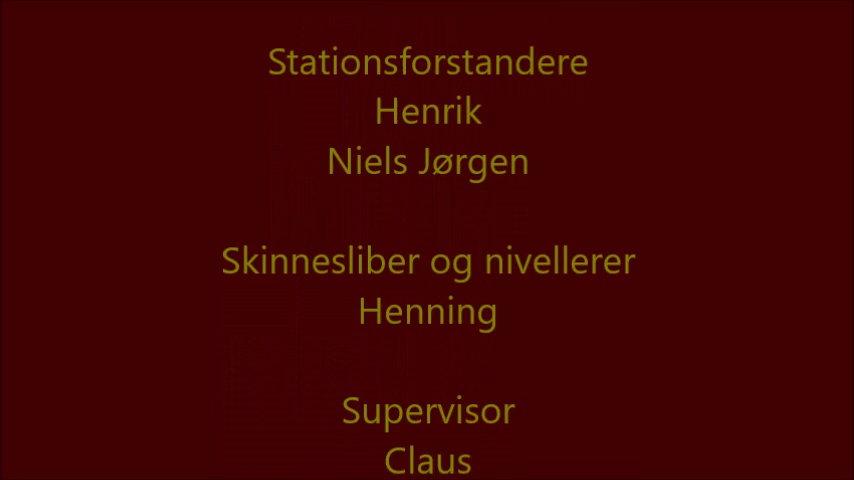 Stationsforstandere
Henrik
Niels Jørgen
Skinnesliber og nivellerer
Henning
Supervisor
Claus